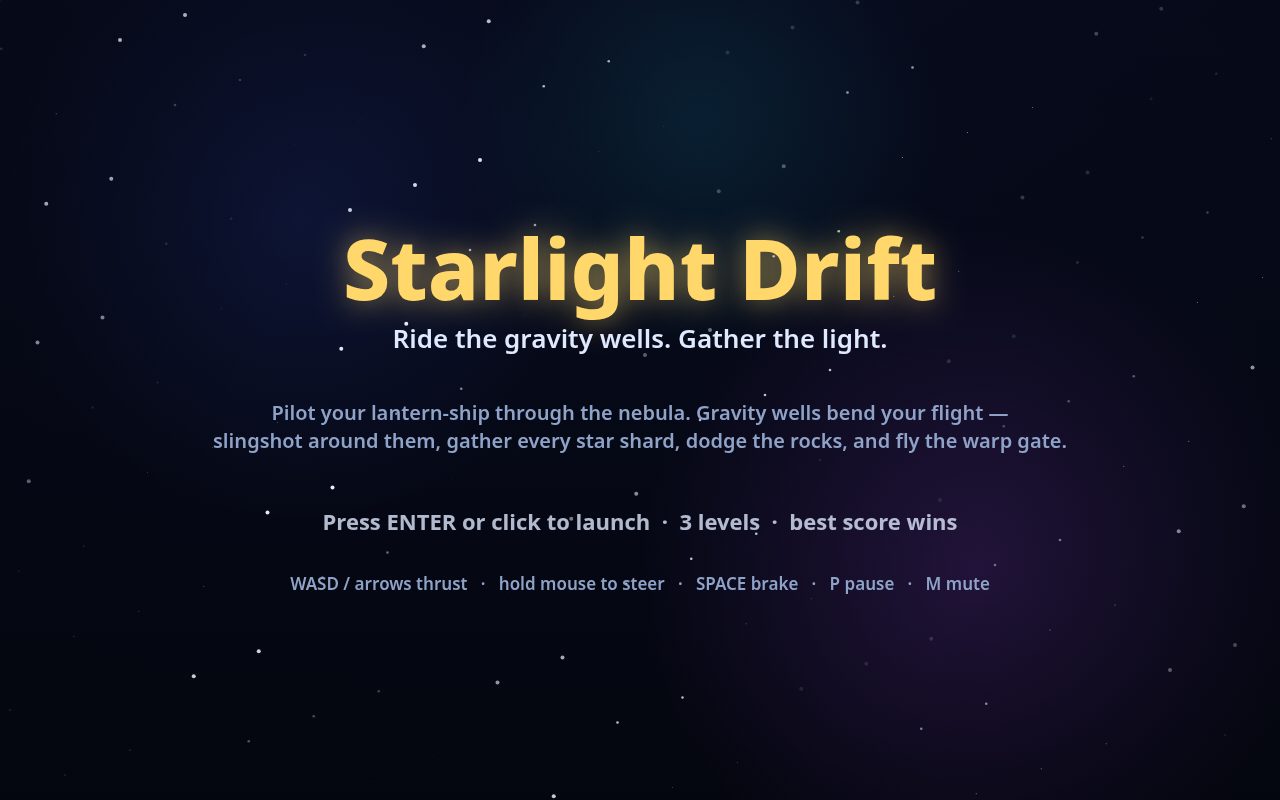 Starlight Drift
Ride the gravity wells. Gather the light.
Pilot your lantern-ship through the nebula. Gravity wells bend your flight —
slingshot around them, gather every star shard, dodge the rocks, and fly the warp gate.
Press ENTER or click to launch · 3 levels · best score wins
WASD / arrows thrust · hold mouse to steer · SPACE brake · P pause · M mute